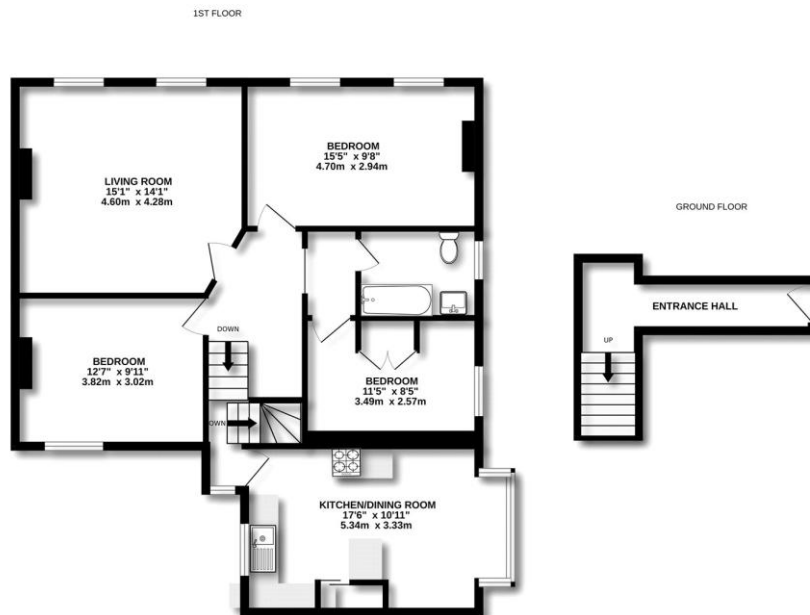 1ST FLOOR
LIVING ROOM
15'1" x 14'1"
4.60m x 4.28m
BEDROOM
15'5" x 9'8"
4.70m x 2.94m
GROUND FLOOR
ENTRANCE HALL
UP
BEDROOM
12'7" x 9'11"
3.82m x 3.02m
DOWN
BEDROOM
11'5" x 8'5"
3.49m x 2.57m
DOWN
KITCHEN/DINING ROOM
17'6" x 10'11"
5.34m x 3.33m